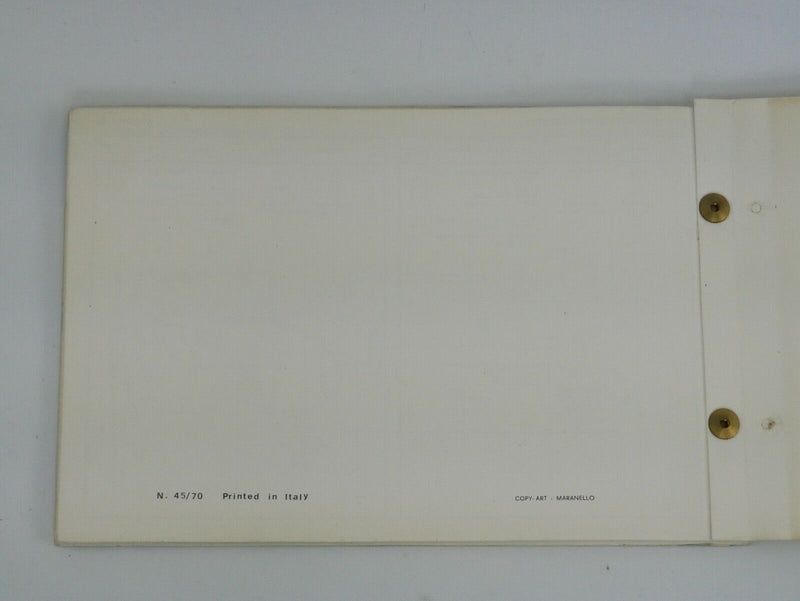 N. 45/70 Printed in Italy
COPY-ART - MARANELLO